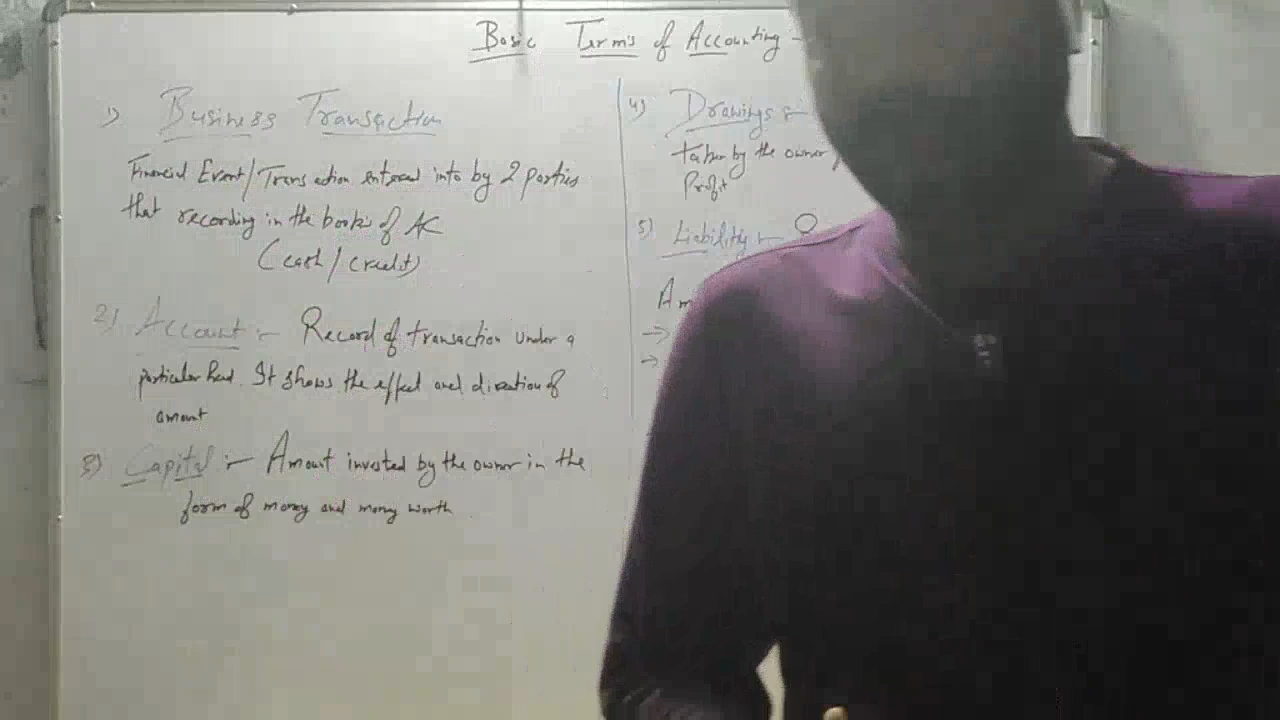 Basic Terms of Accounting -
1) Business Transaction
Financial Event/Transaction entered into by 2 parties
that recording in the books of A/c
(cash/credit)
2) Account :- Record of transaction under a
particular head. It shows the effect and direction of
amount
3) Capital :- Amount invested by the owner in the
form of money and money worth
4) Drawings :-
taken by the owner
Profit
5) Liability :-
Am
→
→